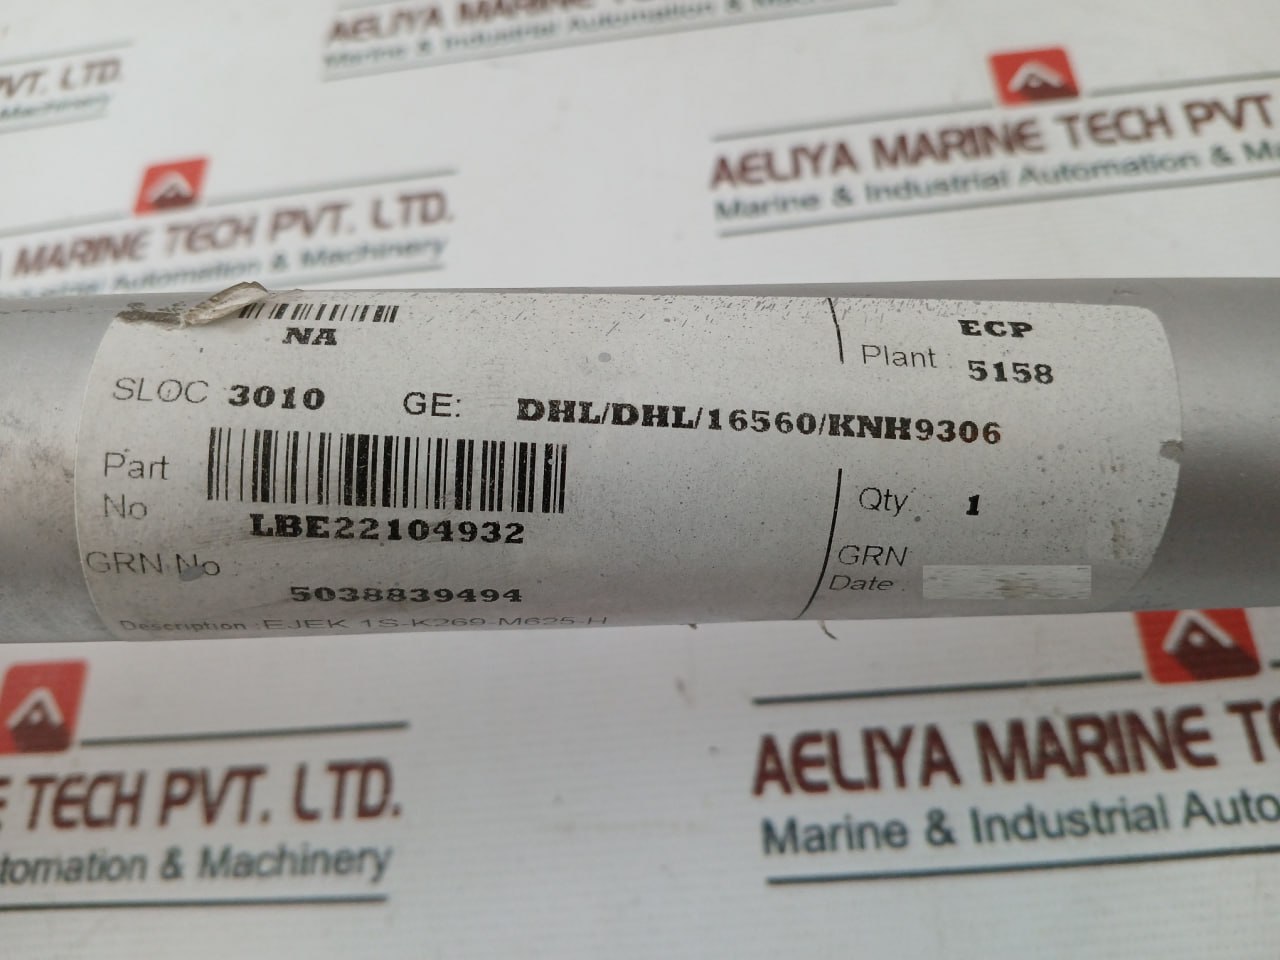 AELIYA MARINE TECH
Marine & Industrial Automation &
PVT. LTD.
Machinery
AELIYA MARINE TECH PVT
Marine & Industrial Automation &
MARINE TECH PVT. LTD.
Automation & Machinery
NA
ECP
Plant : 5158
SLOC 3010 GE: DHL/DHL/16560/KNH9306
Part No
LBE22104932
Qty : 1
GRN No :
5038839494
GRN Date :
Description : EJEK 1S-K269-M625-H
TECH PVT. LTD.
& Machinery
AELIYA MARINE
Marine & Industrial